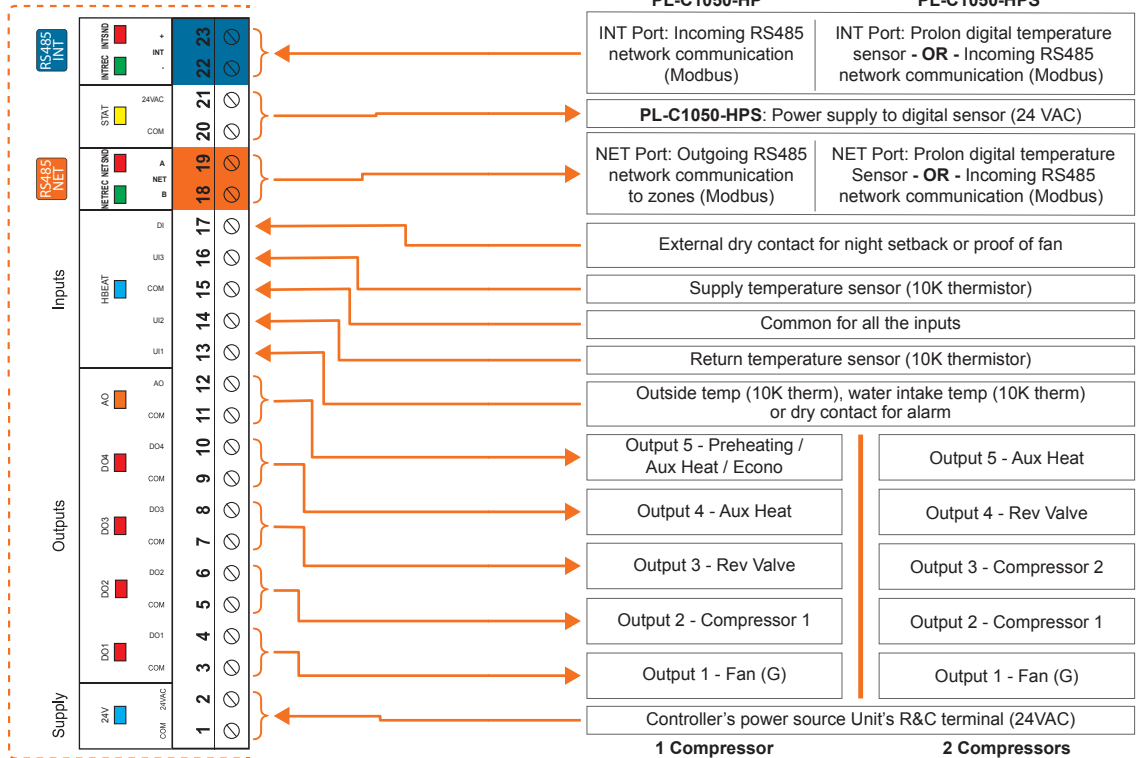 PL-C1050-HP
PL-C1050-HPS
RS485
INT
INTREC INTSND
+
INT
-
23
22
INT Port: Incoming RS485
network communication
(Modbus)
INT Port: Prolon digital temperature
sensor - OR - Incoming RS485
network communication (Modbus)
STAT
24VAC
COM
21
20
PL-C1050-HPS: Power supply to digital sensor (24 VAC)
RS485
NET
NETREC NETSND
A
NET
B
19
18
NET Port: Outgoing RS485
network communication
to zones (Modbus)
NET Port: Prolon digital temperature
Sensor - OR - Incoming RS485
network communication (Modbus)
Inputs
HBEAT
DI
17
External dry contact for night setback or proof of fan
UI3
16
Supply temperature sensor (10K thermistor)
COM
15
Common for all the inputs
UI2
14
Return temperature sensor (10K thermistor)
UI1
13
Outside temp (10K therm), water intake temp (10K therm)
or dry contact for alarm
Outputs
AO
AO
COM
12
11
Output 5 - Preheating /
Aux Heat / Econo
Output 5 - Aux Heat
DO4
DO4
COM
10
9
Output 4 - Aux Heat
Output 4 - Rev Valve
DO3
DO3
COM
8
7
Output 3 - Rev Valve
Output 3 - Compressor 2
DO2
DO2
COM
6
5
Output 2 - Compressor 1
Output 2 - Compressor 1
DO1
DO1
COM
4
3
Output 1 - Fan (G)
Output 1 - Fan (G)
Supply
24V
COM 24VAC
2
1
Controller's power source Unit's R&C terminal (24VAC)
1 Compressor
2 Compressors